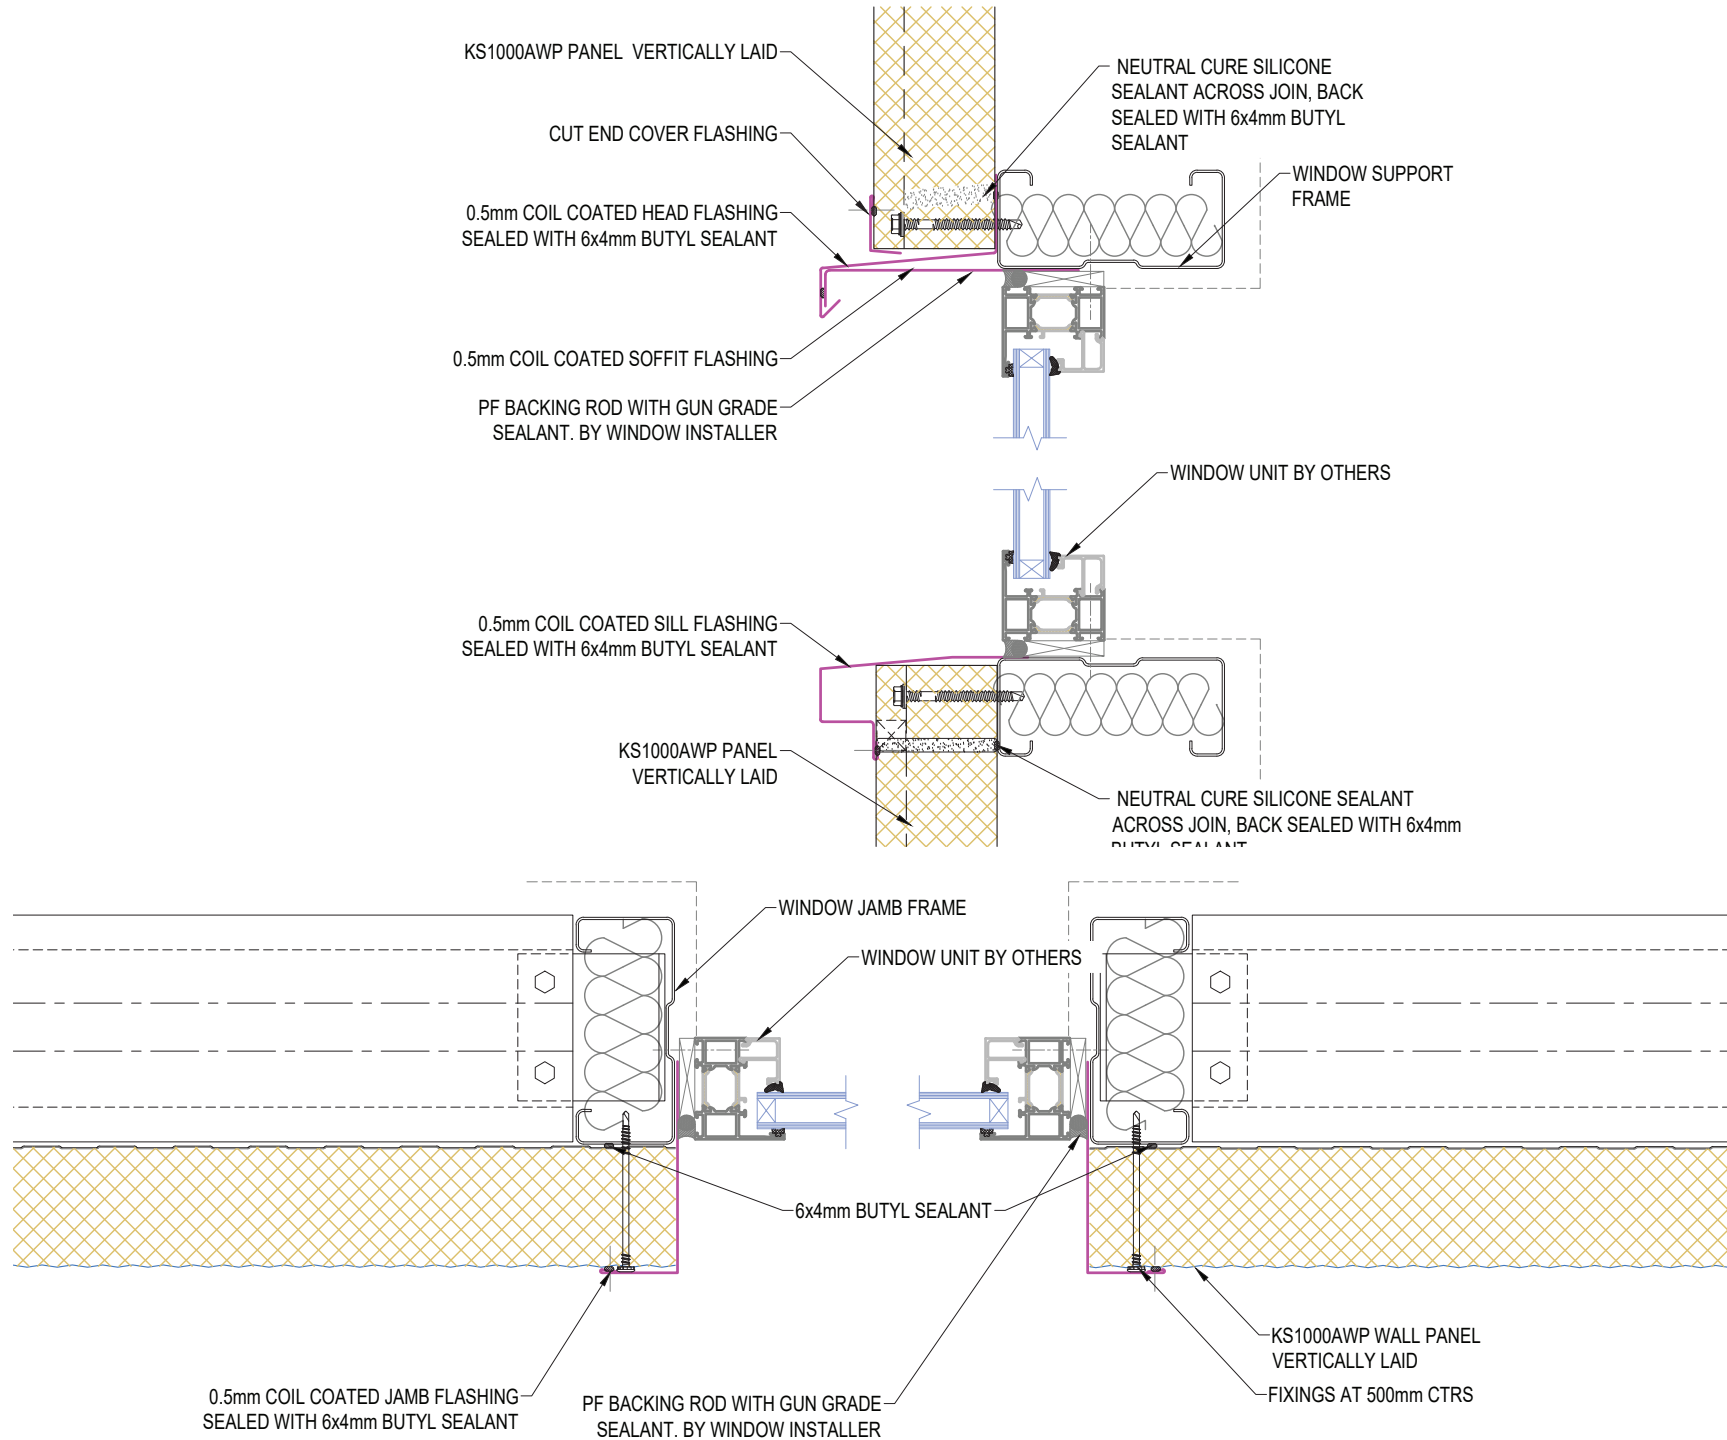 KS1000AWP PANEL VERTICALLY LAID
CUT END COVER FLASHING
0.5mm COIL COATED HEAD FLASHING
SEALED WITH 6x4mm BUTYL SEALANT
0.5mm COIL COATED SOFFIT FLASHING
PF BACKING ROD WITH GUN GRADE
SEALANT. BY WINDOW INSTALLER
NEUTRAL CURE SILICONE
SEALANT ACROSS JOIN, BACK
SEALED WITH 6x4mm BUTYL
SEALANT
WINDOW SUPPORT
FRAME
WINDOW UNIT BY OTHERS
0.5mm COIL COATED SILL FLASHING
SEALED WITH 6x4mm BUTYL SEALANT
KS1000AWP PANEL
VERTICALLY LAID
NEUTRAL CURE SILICONE SEALANT
ACROSS JOIN, BACK SEALED WITH 6x4mm
BUTYL SEALANT
WINDOW JAMB FRAME
WINDOW UNIT BY OTHERS
6x4mm BUTYL SEALANT
0.5mm COIL COATED JAMB FLASHING
SEALED WITH 6x4mm BUTYL SEALANT
PF BACKING ROD WITH GUN GRADE
SEALANT. BY WINDOW INSTALLER
KS1000AWP WALL PANEL
VERTICALLY LAID
FIXINGS AT 500mm CTRS